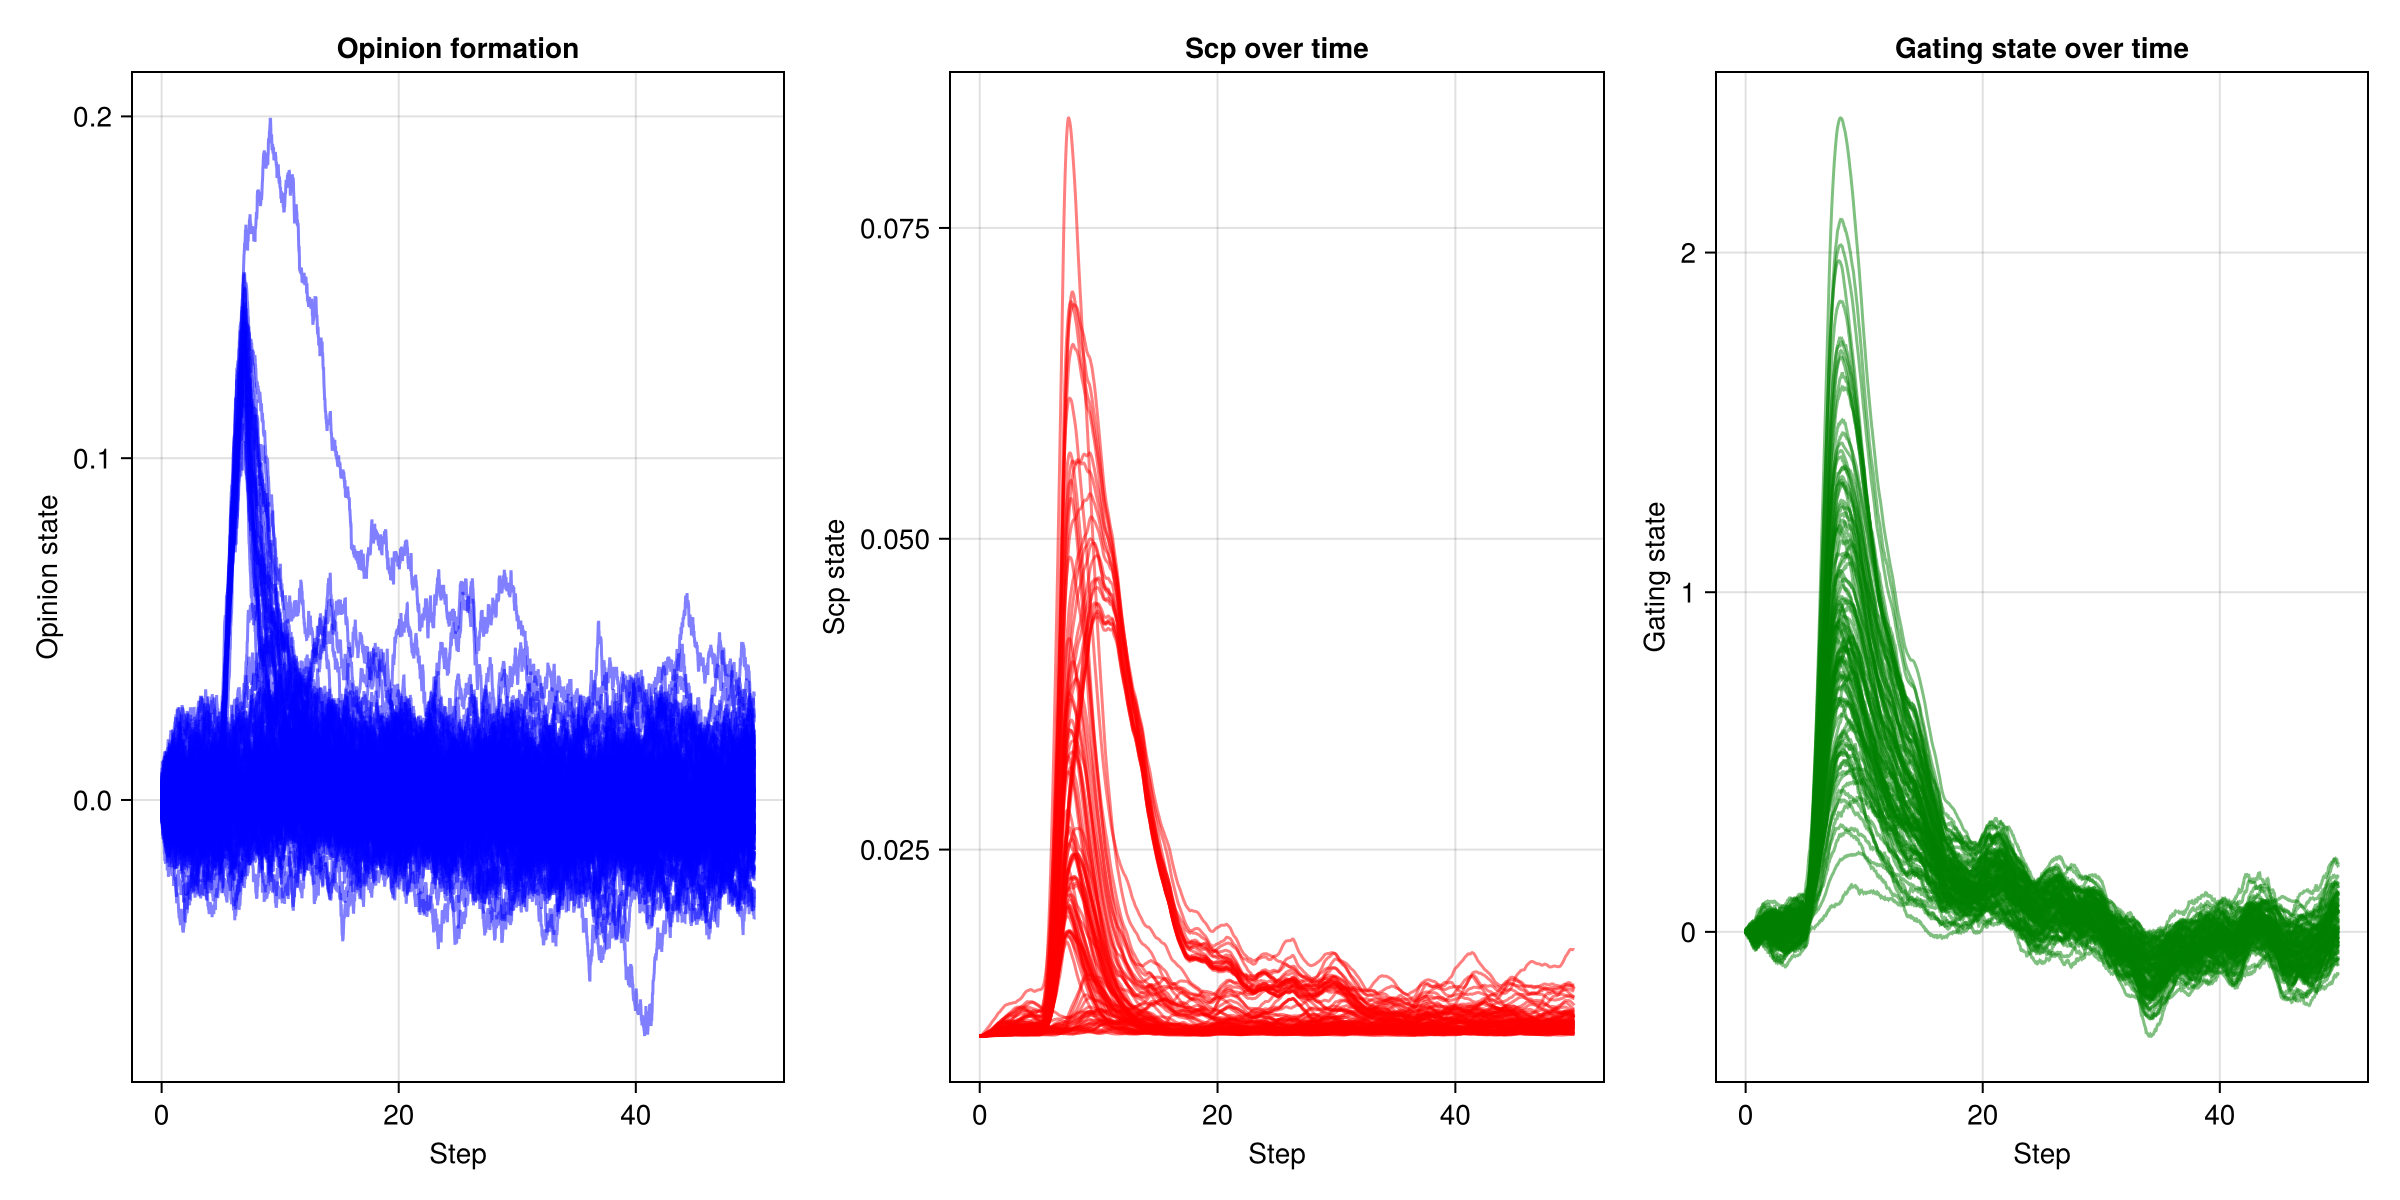 Opinion formation
0.2
0.1
0.0
Opinion state
0 20 40
Step
Scp over time
0.075
0.050
0.025
Scp state
0 20 40
Step
Gating state over time
2
1
0
Gating state
0 20 40
Step